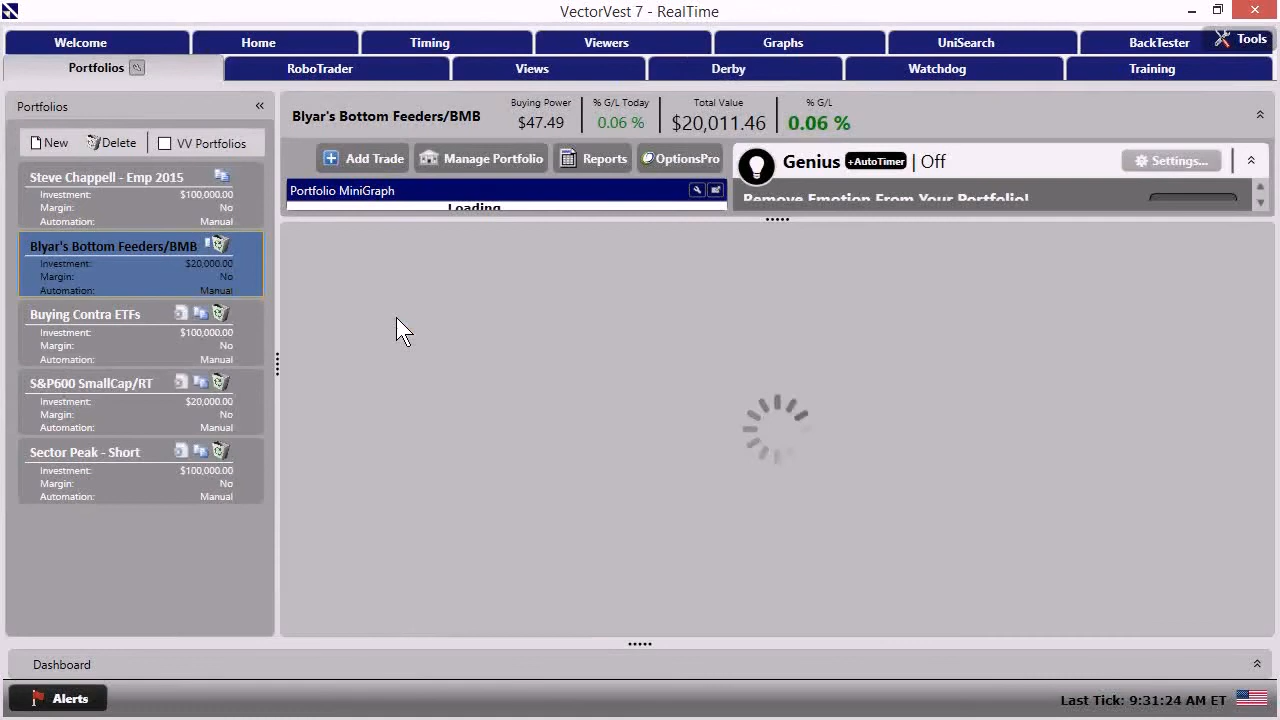 VectorVest 7 - RealTime
Welcome Home Timing Viewers Graphs UniSearch BackTester Tools
Portfolios RoboTrader Views Derby Watchdog Training
Portfolios «
New Delete VV Portfolios
Steve Chappell - Emp 2015
Investment: $100,000.00
Margin: No
Automation: Manual
Blyar's Bottom Feeders/BMB
Investment: $20,000.00
Margin: No
Automation: Manual
Buying Contra ETFs
Investment: $100,000.00
Margin: No
Automation: Manual
S&P600 SmallCap/RT
Investment: $20,000.00
Margin: No
Automation: Manual
Sector Peak - Short
Investment: $100,000.00
Margin: No
Automation: Manual
Blyar's Bottom Feeders/BMB
Buying Power % G/L Today Total Value % G/L
$47.49 0.06 % $20,011.46 0.06 %
Add Trade Manage Portfolio Reports OptionsPro
Portfolio MiniGraph
Loading
Genius +AutoTimer | Off Settings...
Remove Emotion From Your Portfolio!
Dashboard
Alerts
Last Tick: 9:31:24 AM ET